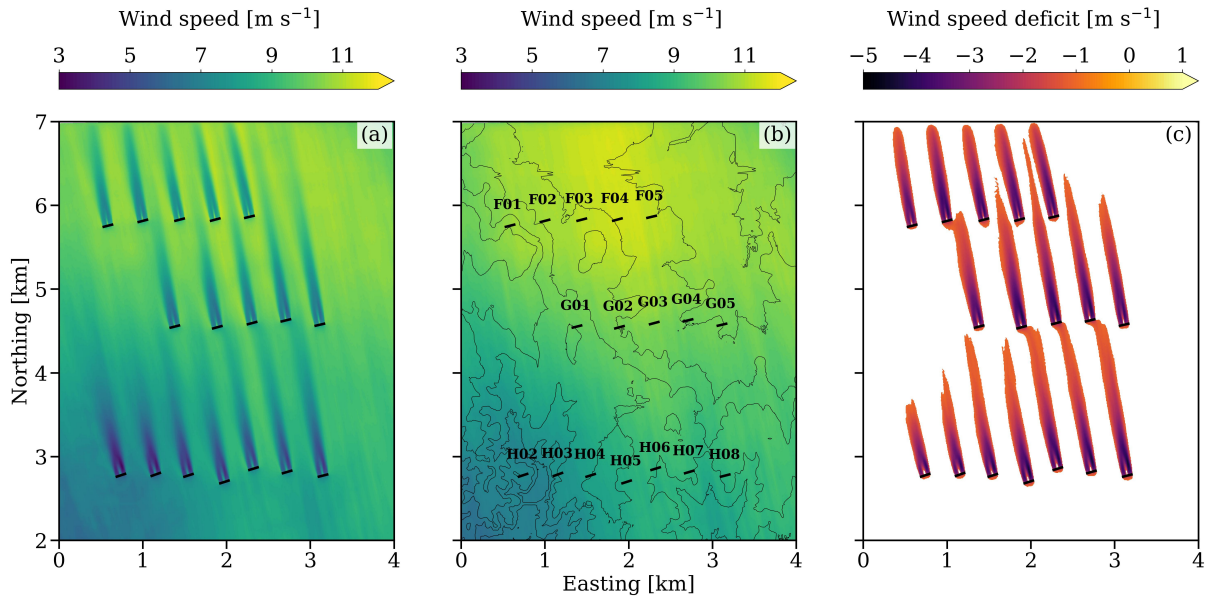 Wind speed [m s⁻¹]
3 5 7 9 11
Wind speed [m s⁻¹]
3 5 7 9 11
Wind speed deficit [m s⁻¹]
−5 −4 −3 −2 −1 0 1
Northing [km]
7
6
5
4
3
2
(a)
0 1 2 3 4
(b)
F01 F02 F03 F04 F05
G01 G02 G03 G04 G05
H02 H03 H04 H05 H06 H07 H08
0 1 2 3 4
Easting [km]
(c)
0 1 2 3 4